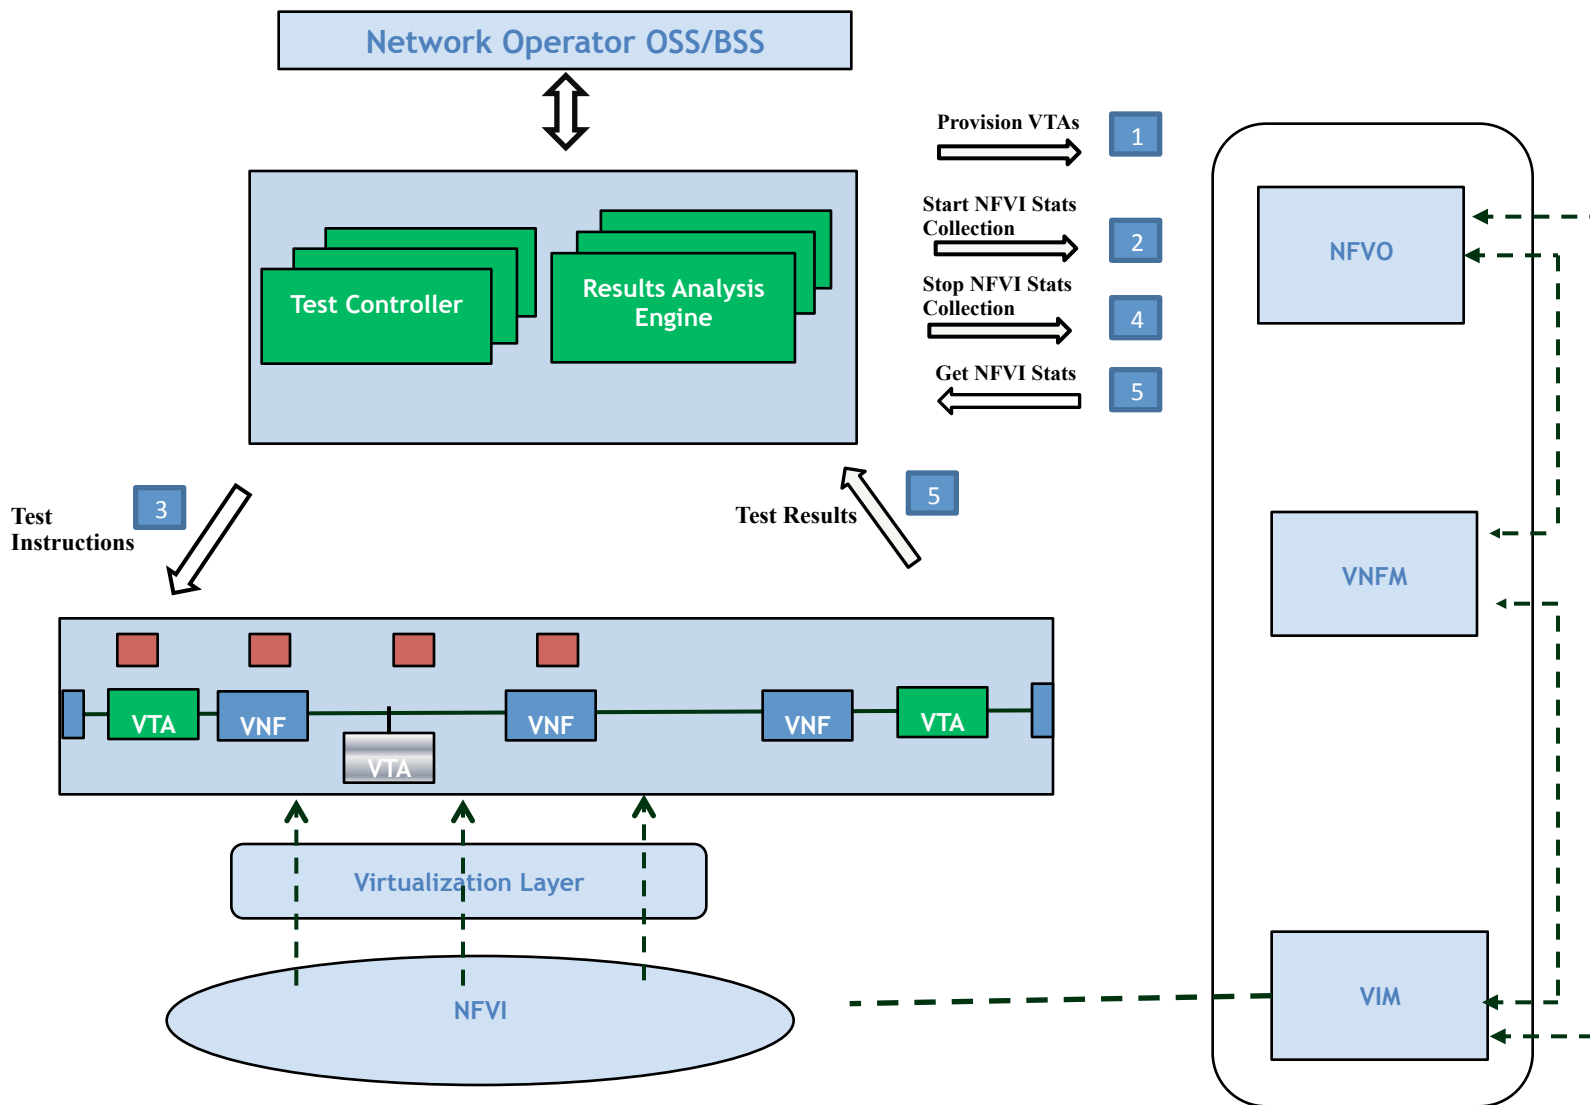 Network Operator OSS/BSS
Provision VTAs
1
Start NFVI Stats
Collection
2
Stop NFVI Stats
Collection
4
Get NFVI Stats
5
Test Controller
Results Analysis
Engine
NFVO
Test
Instructions
3
Test Results
5
VNFM
VTA
VNF
VTA
VNF
VNF
VTA
Virtualization Layer
NFVI
VIM